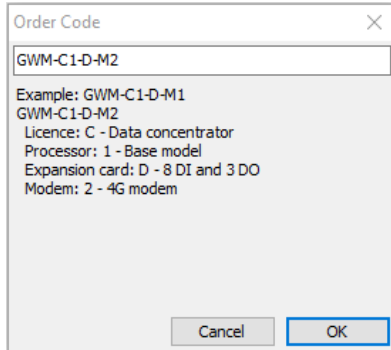 Order Code
GWM-C1-D-M2
Example: GWM-C1-D-M1
GWM-C1-D-M2
Licence: C - Data concentrator
Processor: 1 - Base model
Expansion card: D - 8 DI and 3 DO
Modem: 2 - 4G modem
Cancel OK